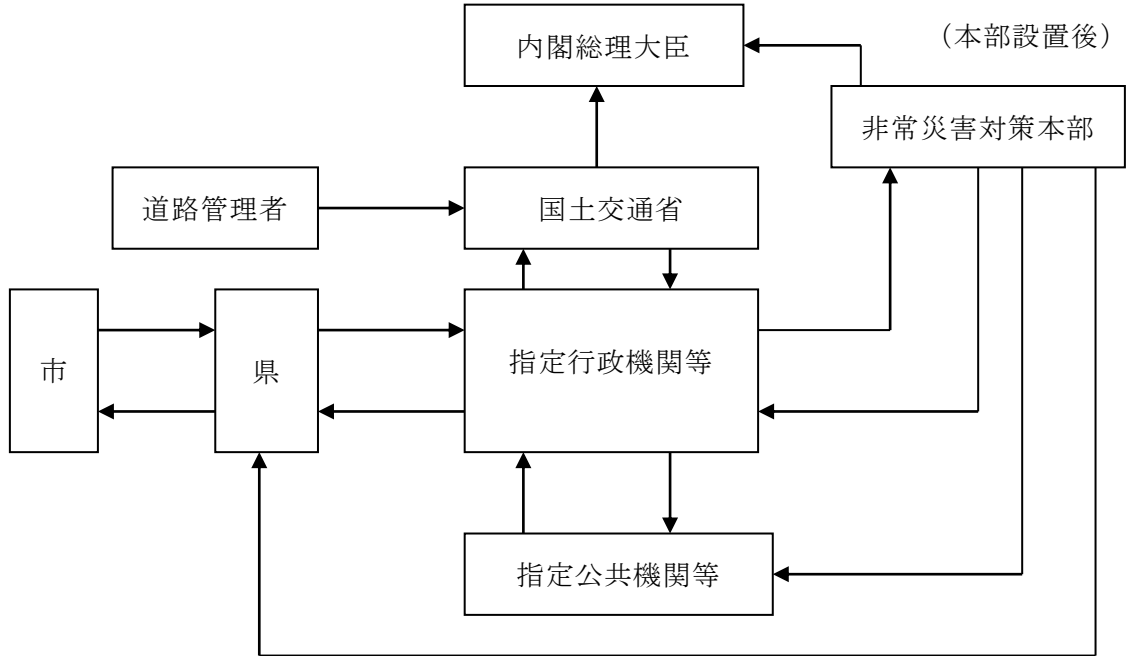 内閣総理大臣
（本部設置後）
非常災害対策本部
道路管理者
国土交通省
市
県
指定行政機関等
指定公共機関等